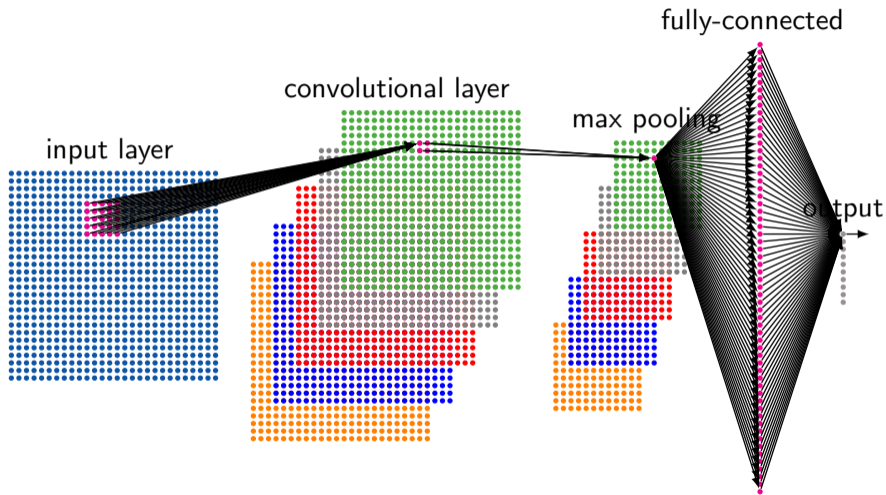 input layer
convolutional layer
max pooling
fully-connected
output